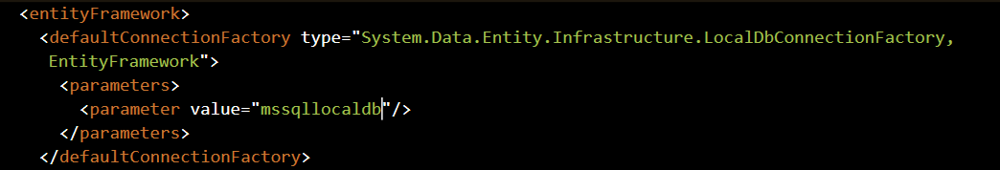 <entityFramework>
<defaultConnectionFactory type="System.Data.Entity.Infrastructure.LocalDbConnectionFactory,
EntityFramework">
<parameters>
<parameter value="mssqllocaldb"/>
</parameters>
</defaultConnectionFactory>